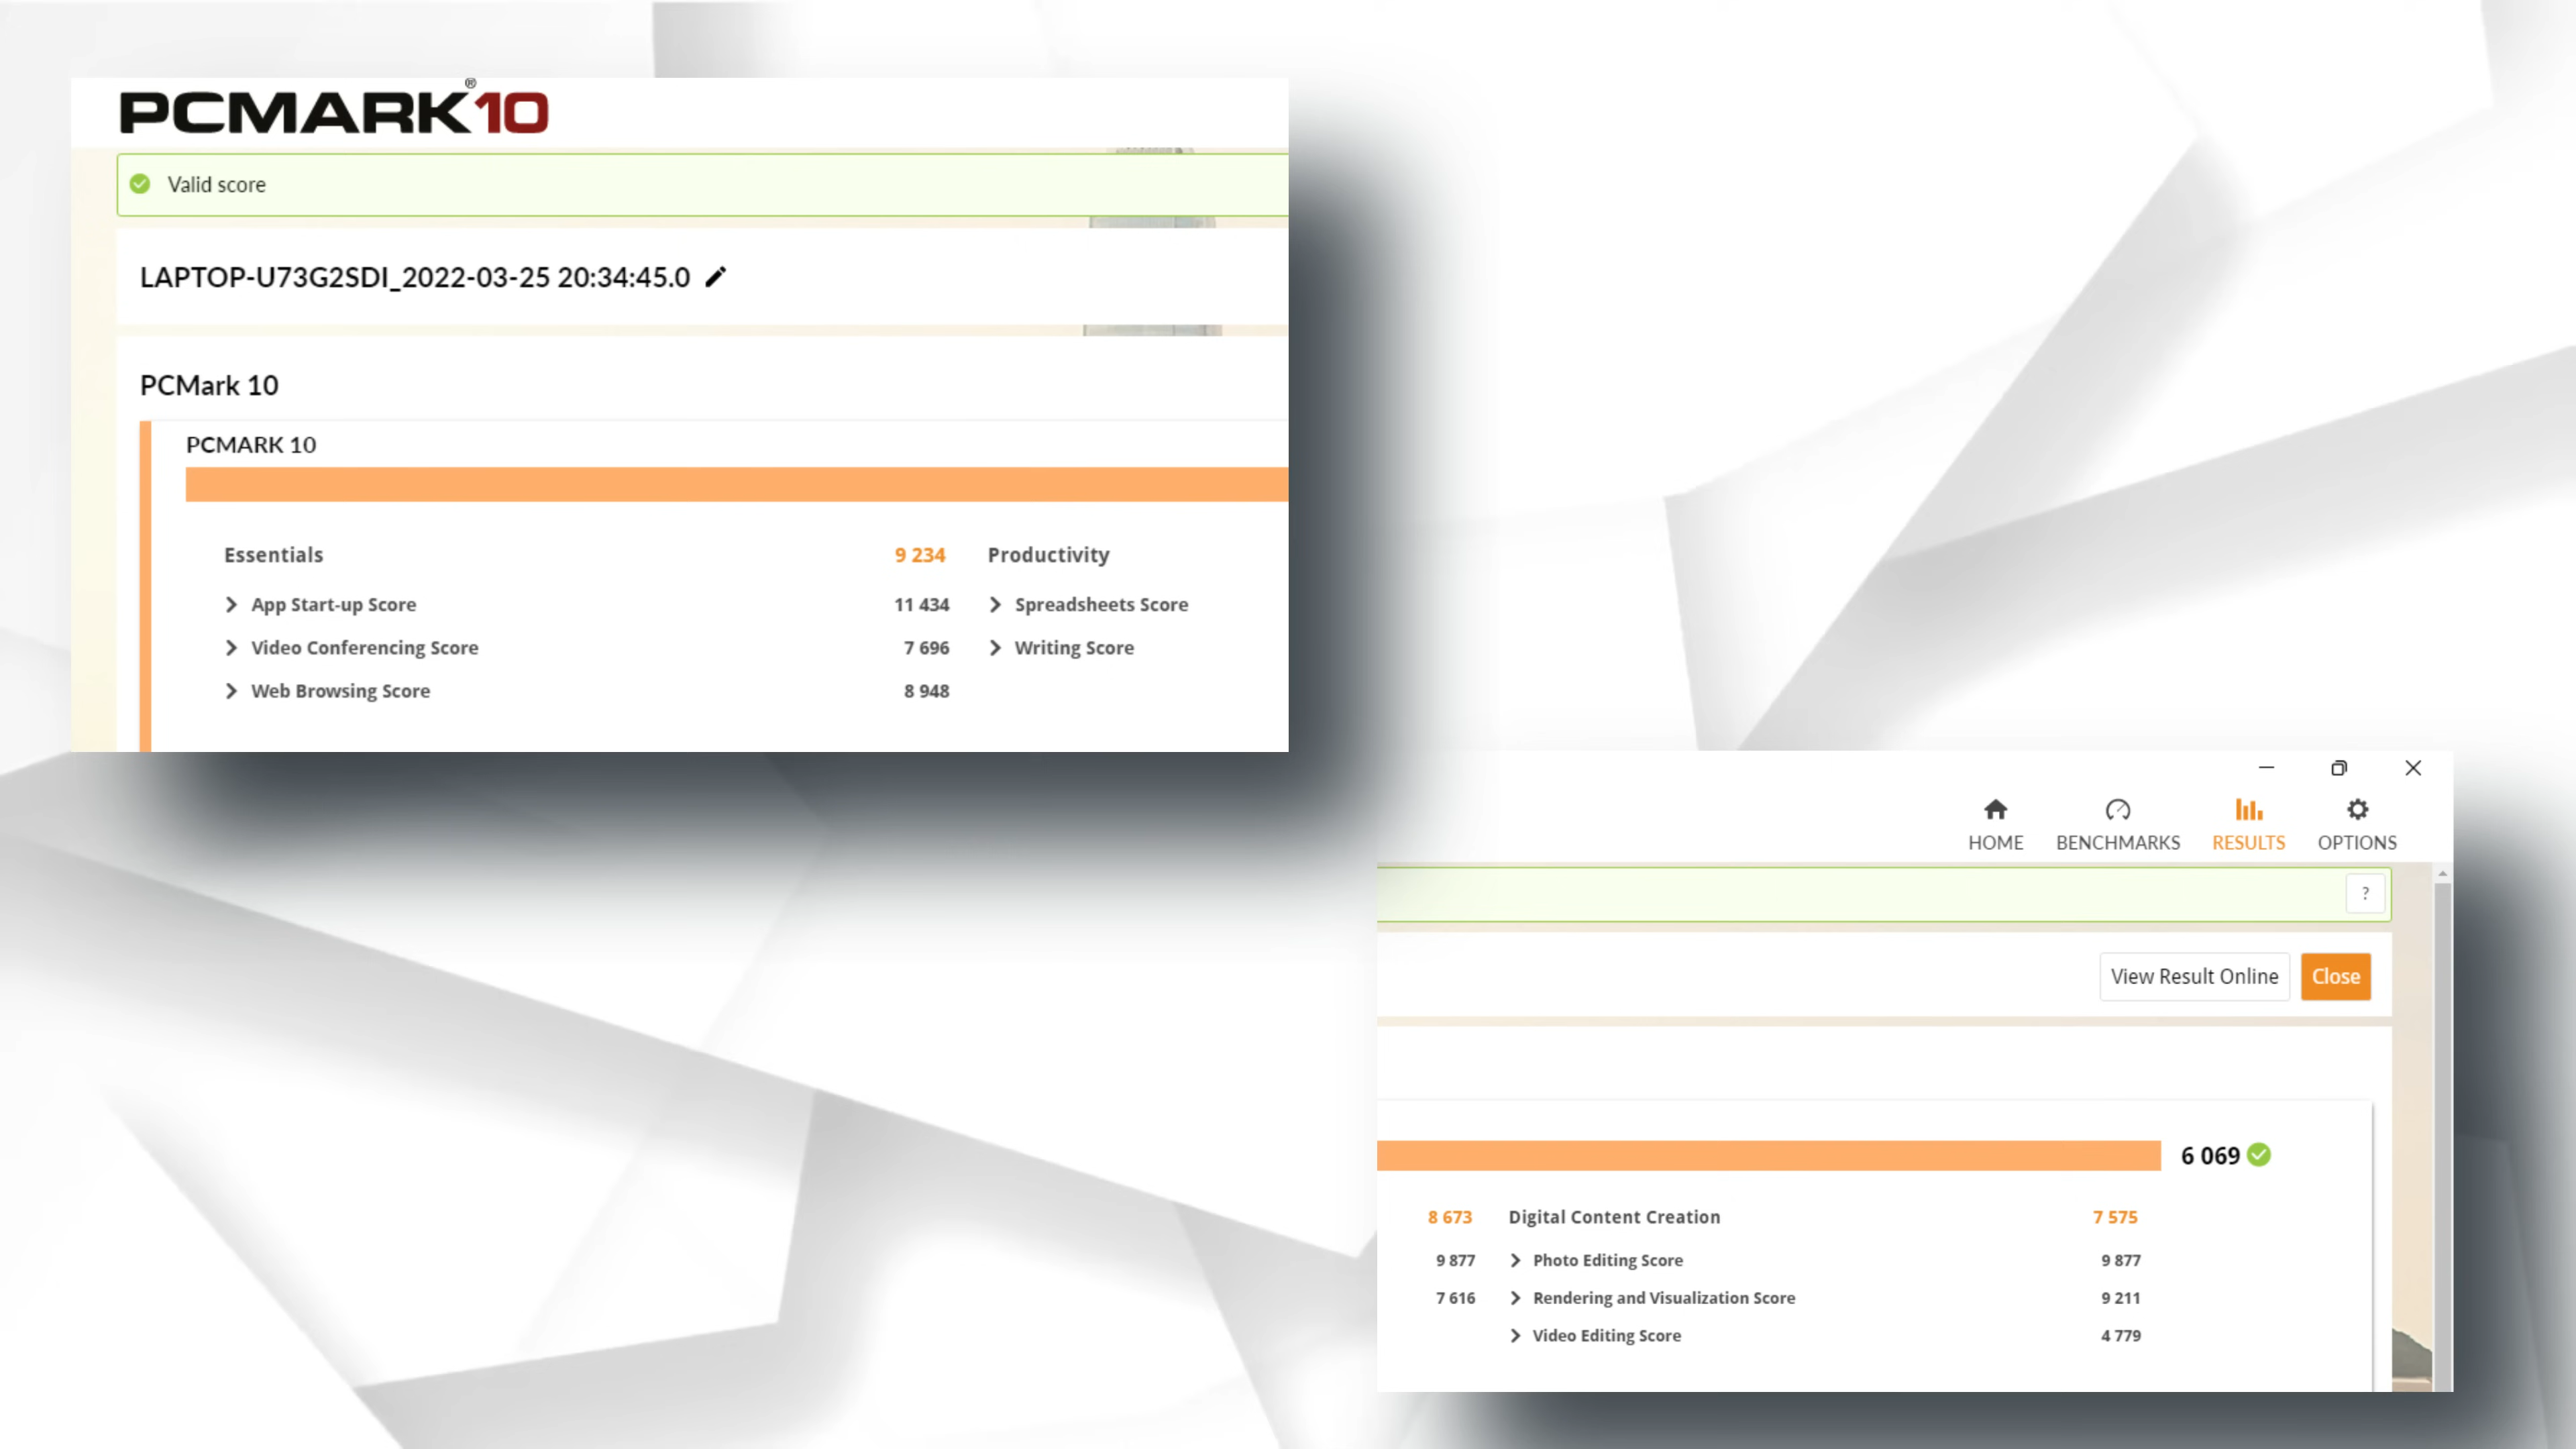 PCMARK®10
Valid score
LAPTOP-U73G2SDI_2022-03-25 20:34:45.0
PCMark 10
PCMARK 10
Essentials 9 234 Productivity
App Start-up Score 11 434 Spreadsheets Score
Video Conferencing Score 7 696 Writing Score
Web Browsing Score 8 948
HOME BENCHMARKS RESULTS OPTIONS
?
View Result Online Close
6 069
8 673 Digital Content Creation 7 575
9 877 Photo Editing Score 9 877
7 616 Rendering and Visualization Score 9 211
Video Editing Score 4 779